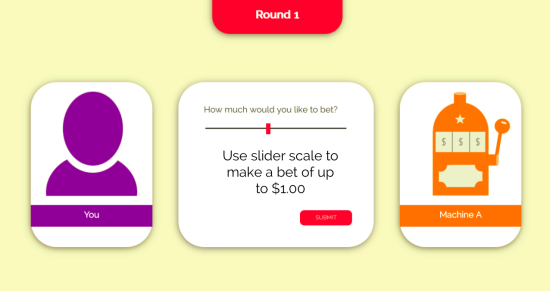 Round 1
How much would you like to bet?
Use slider scale to
make a bet of up
to $1.00
SUBMIT
You
$ $ $
Machine A